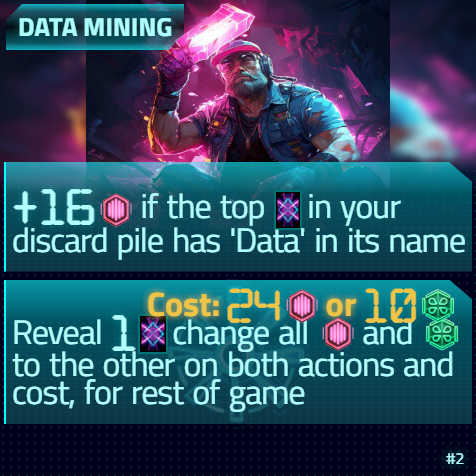 DATA MINING
+16 if the top in your
discard pile has 'Data' in its name
Cost: 24 or 10
Reveal 1 change all and
to the other on both actions and
cost, for rest of game
#2